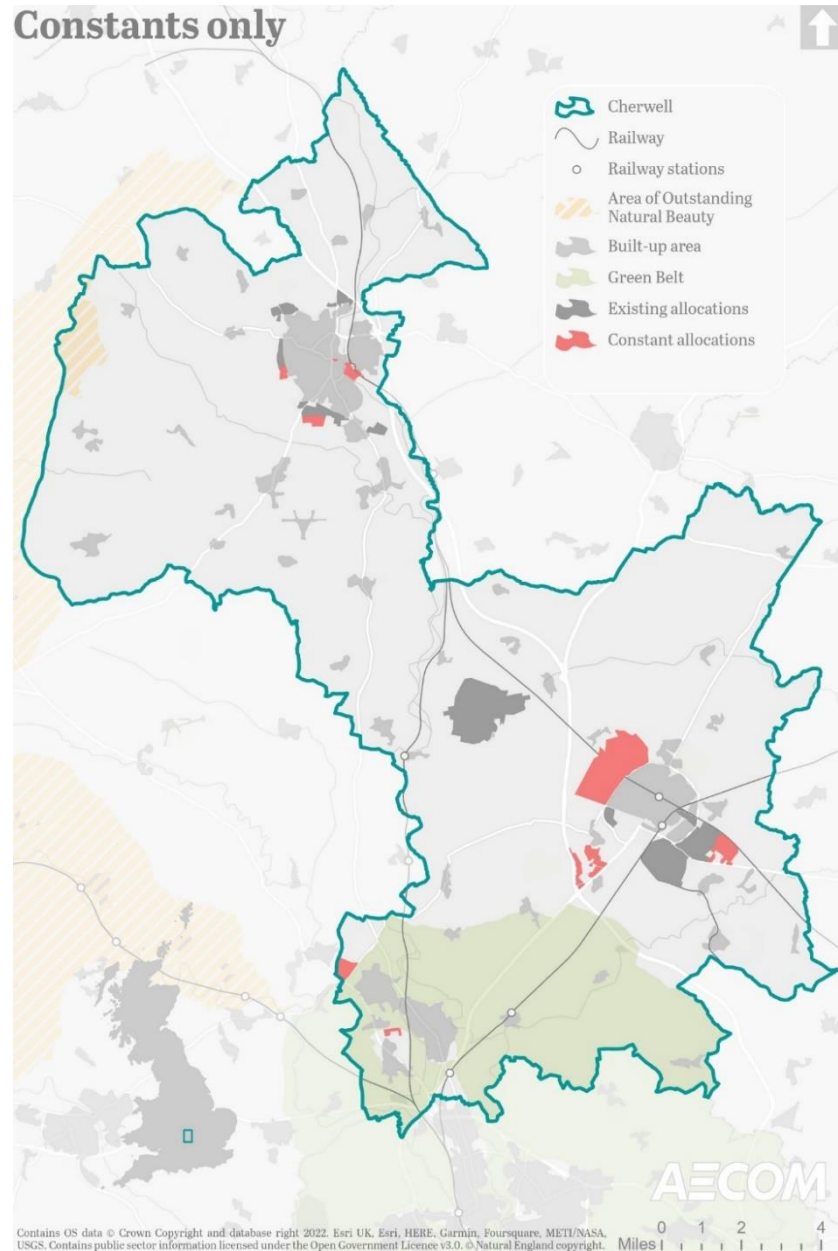 Constants only
Cherwell
Railway
Railway stations
Area of Outstanding
Natural Beauty
Built-up area
Green Belt
Existing allocations
Constant allocations
AECOM
0 1 2 4
Miles
Contains OS data © Crown Copyright and database right 2022. Esri UK, Esri, HERE, Garmin, Foursquare, METI/NASA,
USGS. Contains public sector information licensed under the Open Government Licence v3.0. © Natural England copyright.